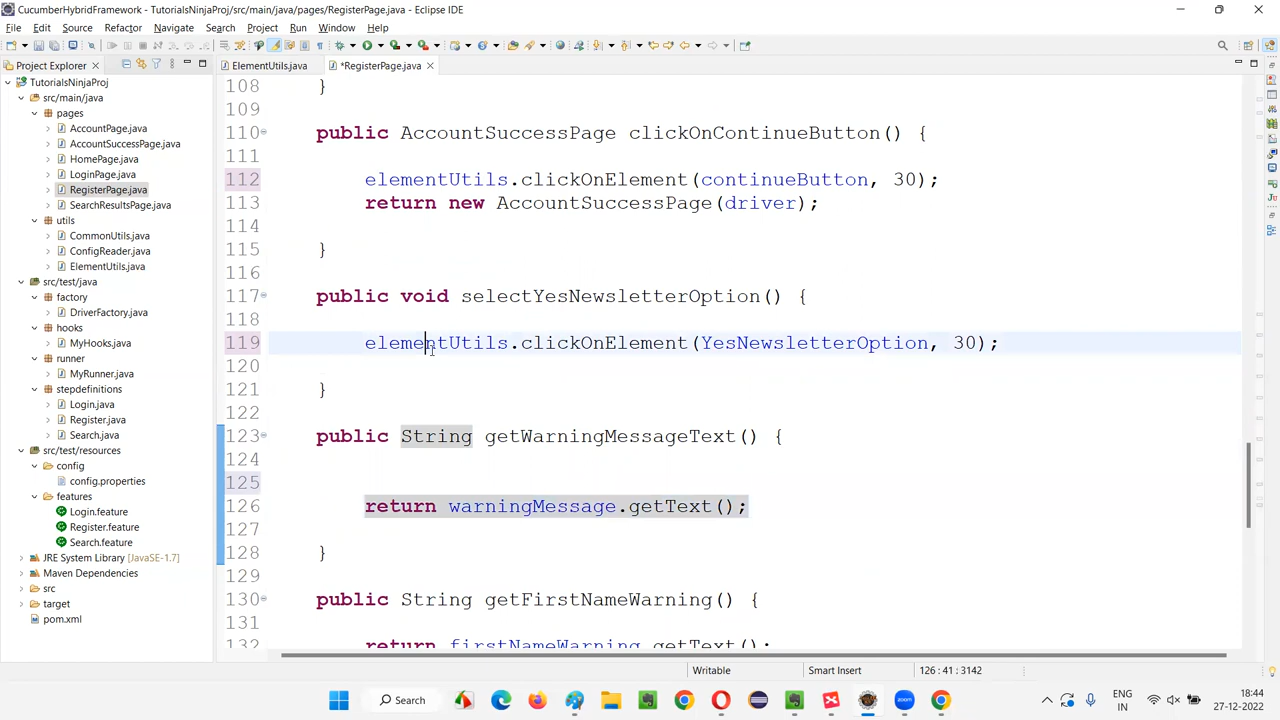 CucumberHybridFramework - TutorialsNinjaProj/src/main/java/pages/RegisterPage.java - Eclipse IDE
File Edit Source Refactor Navigate Search Project Run Window Help
Project Explorer
ElementUtils.java
*RegisterPage.java
TutorialsNinjaProj
src/main/java
pages
AccountPage.java
AccountSuccessPage.java
HomePage.java
LoginPage.java
RegisterPage.java
SearchResultsPage.java
utils
CommonUtils.java
ConfigReader.java
ElementUtils.java
src/test/java
factory
DriverFactory.java
hooks
MyHooks.java
runner
MyRunner.java
stepdefinitions
Login.java
Register.java
Search.java
src/test/resources
config
config.properties
features
Login.feature
Register.feature
Search.feature
JRE System Library [JavaSE-1.7]
Maven Dependencies
src
target
pom.xml
108 }
109
110 public AccountSuccessPage clickOnContinueButton() {
111
112 elementUtils.clickOnElement(continueButton, 30);
113 return new AccountSuccessPage(driver);
114
115 }
116
117 public void selectYesNewsletterOption() {
118
119 elementUtils.clickOnElement(YesNewsletterOption, 30);
120
121 }
122
123 public String getWarningMessageText() {
124
125
126 return warningMessage.getText();
127
128 }
129
130 public String getFirstNameWarning() {
131
132 return firstNameWarning.getText();
Writable Smart Insert 126 : 41 : 3142
Search
ENG
IN
18:44
27-12-2022